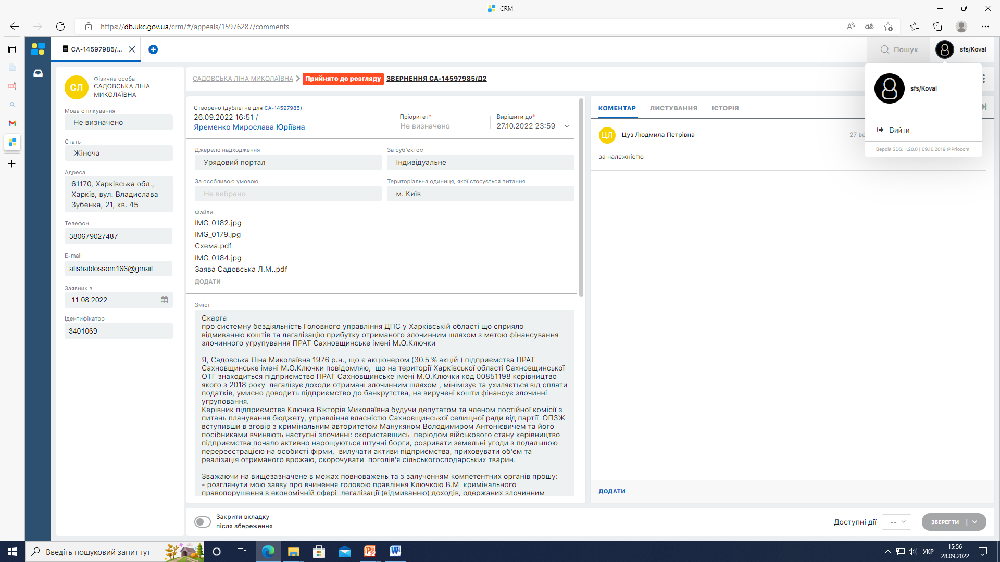 CRM
https://db.ukc.gov.ua/crm/#/appeals/15976287/comments
СА-14597985/...
Пошук
sfs/Koval
sfs/Koval
Вийти
Версія SDS: 1.20.0 | 09.10.2019 @Priocom
СЛ
Фізична особа
САДОВСЬКА ЛІНА
МИКОЛАЇВНА
Мова спілкування
Не визначено
Стать
Жіноча
Адреса
61170, Харківська обл.,
Харків, вул. Владислава
Зубенка, 21, кв. 45
Телефон
380679027487
E-mail
alishablossom166@gmail.
Заявник з
11.08.2022
Ідентифікатор
3401069
САДОВСЬКА ЛІНА МИКОЛАЇВНА
Прийнято до розгляду
ЗВЕРНЕННЯ СА-14597985/Д2
Створено (дублетне для СА-14597985)
26.09.2022 16:51 /
Яременко Мирослава Юріївна
Пріоритет*
Не визначено
Вирішити до*
27.10.2022 23:59
Джерело надходження
Урядовий портал
За суб’єктом
Індивідуальне
За особливою умовою
Не вибрано
Територіальна одиниця, якої стосується питання
м. Київ
Файли
IMG_0182.jpg
IMG_0179.jpg
Схема.pdf
IMG_0184.jpg
Заява Садовська Л.М..pdf
ДОДАТИ
Зміст
Скарга
про системну бездіяльність Головного управління ДПС у Харківській області що сприяло
відмиванню коштів та легалізацію прибутку отриманого злочинним шляхом з метою фінансування
злочинного угрупування ПРАТ Сахновщинське імені М.О.Ключки
Я, Садовська Ліна Миколаївна 1976 р.н., що є акціонером (30.5 % акцій ) підприємства ПРАТ
Сахновщинське імені М.О.Ключки повідомляю,  що на території Харківської області Сахновщинської
ОТГ знаходиться підприємство ПРАТ Сахновщинське імені М.О.Ключки код 00851198 керівництво
якого з 2018 року  легалізує доходи отримані злочинним шляхом , мінімізує та ухиляється від сплати
податків, умисно доводить підприємство до банкрутства, на виручені кошти фінансує злочинні
угруповання.
Керівник підприємства Ключка Вікторія Миколаївна будучи депутатом та членом постійної комісії з
питань планування бюджету, управління власністю Сахновщинської селищної ради від партії  ОПЗЖ
вступивши в зговір з кримінальним авторитетом Манукяном Володимиром Антонієвичем та його
посібниками вчиняють наступні злочинні: скориставшись  періодом військового стану керівництво
підприємства почало активно нарощуються штучні борги, розривати земельні угоди з подальшою
перереєстрацією на особисті фірми,  вилучати активи підприємства, приховувати об'єм та
реалізація отриманого врожаю, скорочувати  поголів'я сільськогосподарських тварин.
Зважаючи на вищезазначене в межах повноважень та з залученням компетентних органів прошу:
- розглянути мою заяву про вчинення головою правління Ключкою В.М  кримінального
правопорушення в економічній сфері  легалізації (відмиванню) доходів, одержаних злочинним
КОМЕНТАР
ЛИСТУВАННЯ
ІСТОРІЯ
ЦЛ
Цуз Людмила Петрівна
27 ве
за належністю
ДОДАТИ
Закрити вкладку
після збереження
Доступні дії
--
ЗБЕРЕГТИ
Введіть пошуковий запит тут
УКР
15:56
28.09.2022